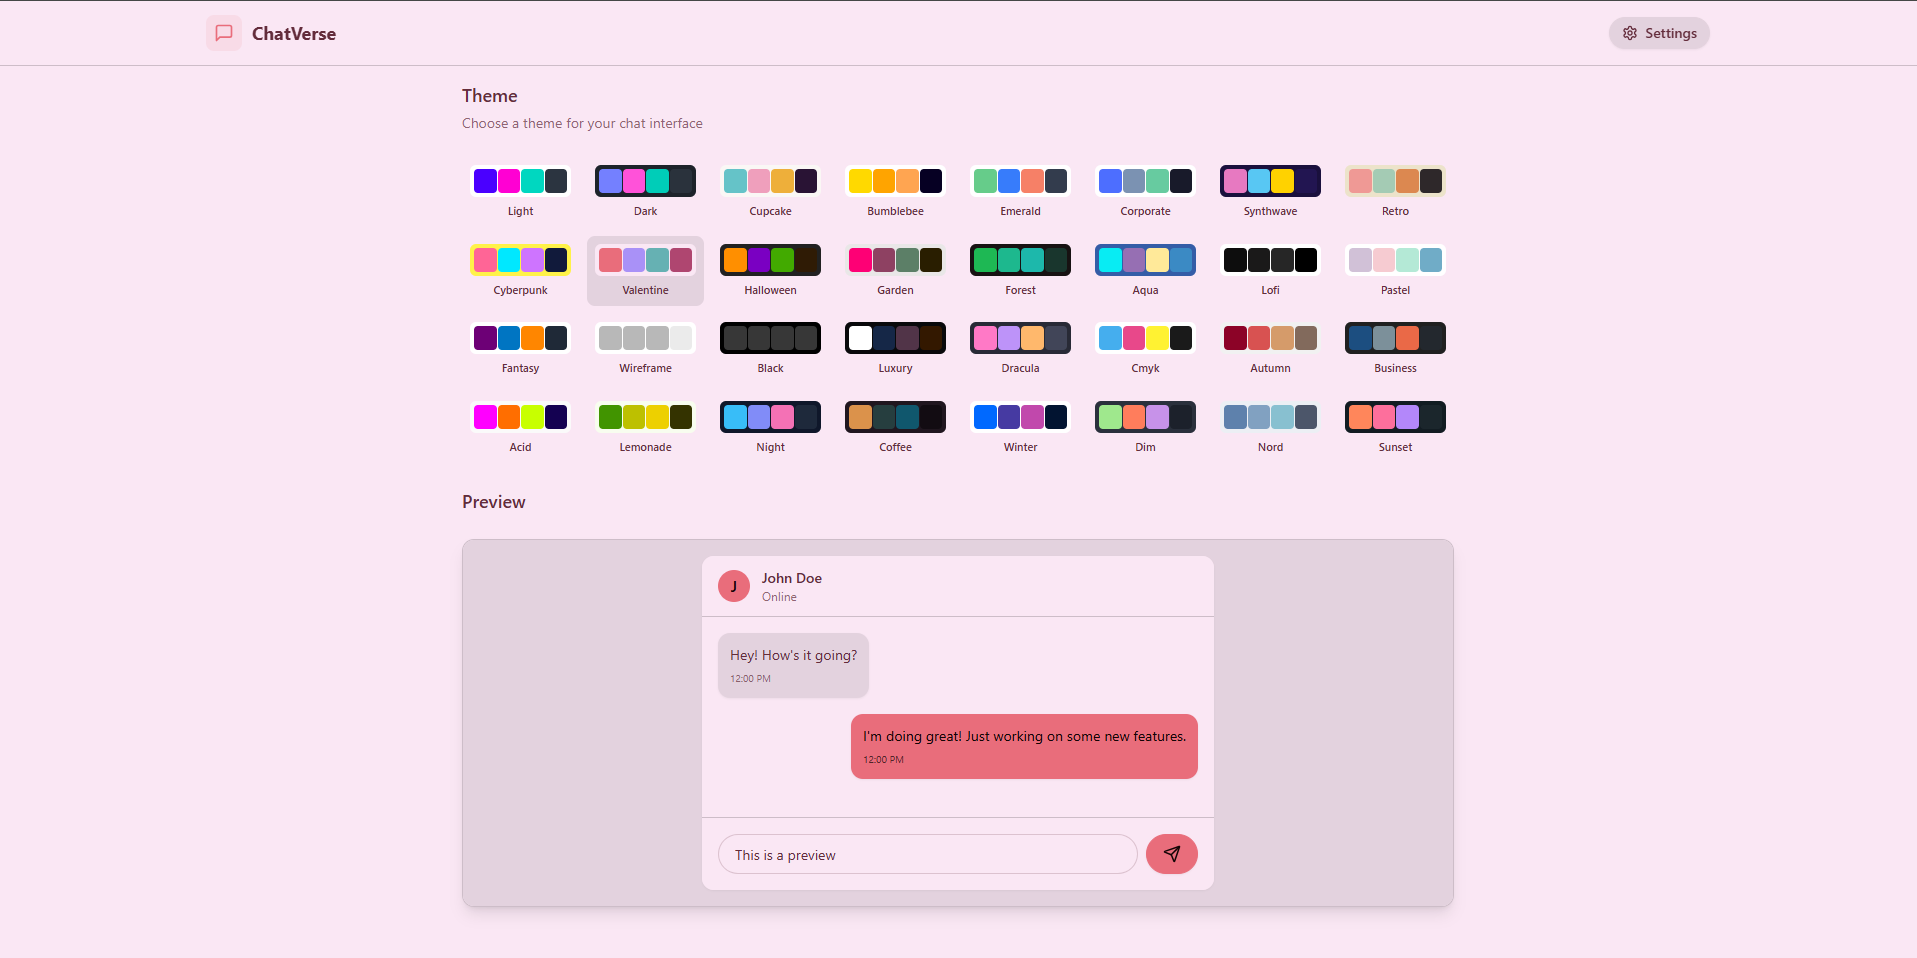 ChatVerse
Settings
Theme
Choose a theme for your chat interface
Light
Dark
Cupcake
Bumblebee
Emerald
Corporate
Synthwave
Retro
Cyberpunk
Valentine
Halloween
Garden
Forest
Aqua
Lofi
Pastel
Fantasy
Wireframe
Black
Luxury
Dracula
Cmyk
Autumn
Business
Acid
Lemonade
Night
Coffee
Winter
Dim
Nord
Sunset
Preview
J
John Doe
Online
Hey! How's it going?
12:00 PM
I'm doing great! Just working on some new features.
12:00 PM
This is a preview